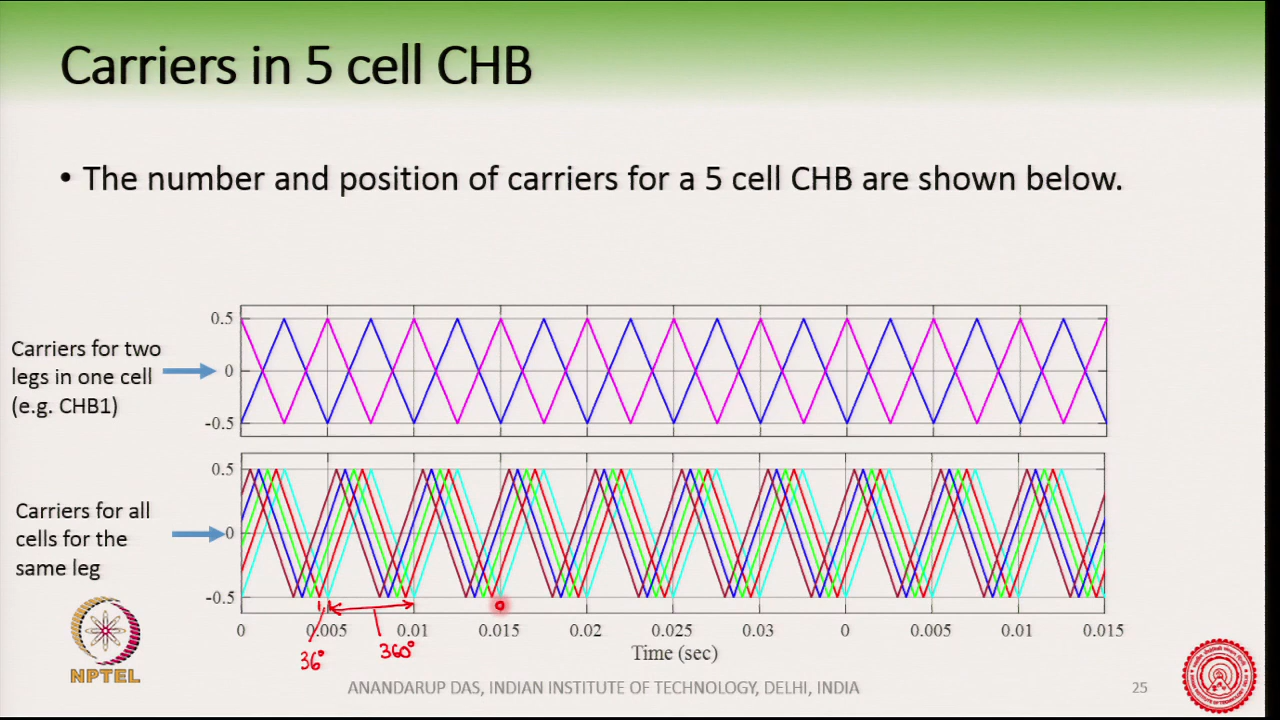 Carriers in 5 cell CHB
• The number and position of carriers for a 5 cell CHB are shown below.
Carriers for two
legs in one cell
(e.g. CHB1)
0.5
0
-0.5
Carriers for all
cells for the
same leg
0.5
0
-0.5
0 0.005 0.01 0.015 0.02 0.025 0.03 0 0.005 0.01 0.015
36° 360°
Time (sec)
NPTEL
ANANDARUP DAS, INDIAN INSTITUTE OF TECHNOLOGY, DELHI, INDIA
25